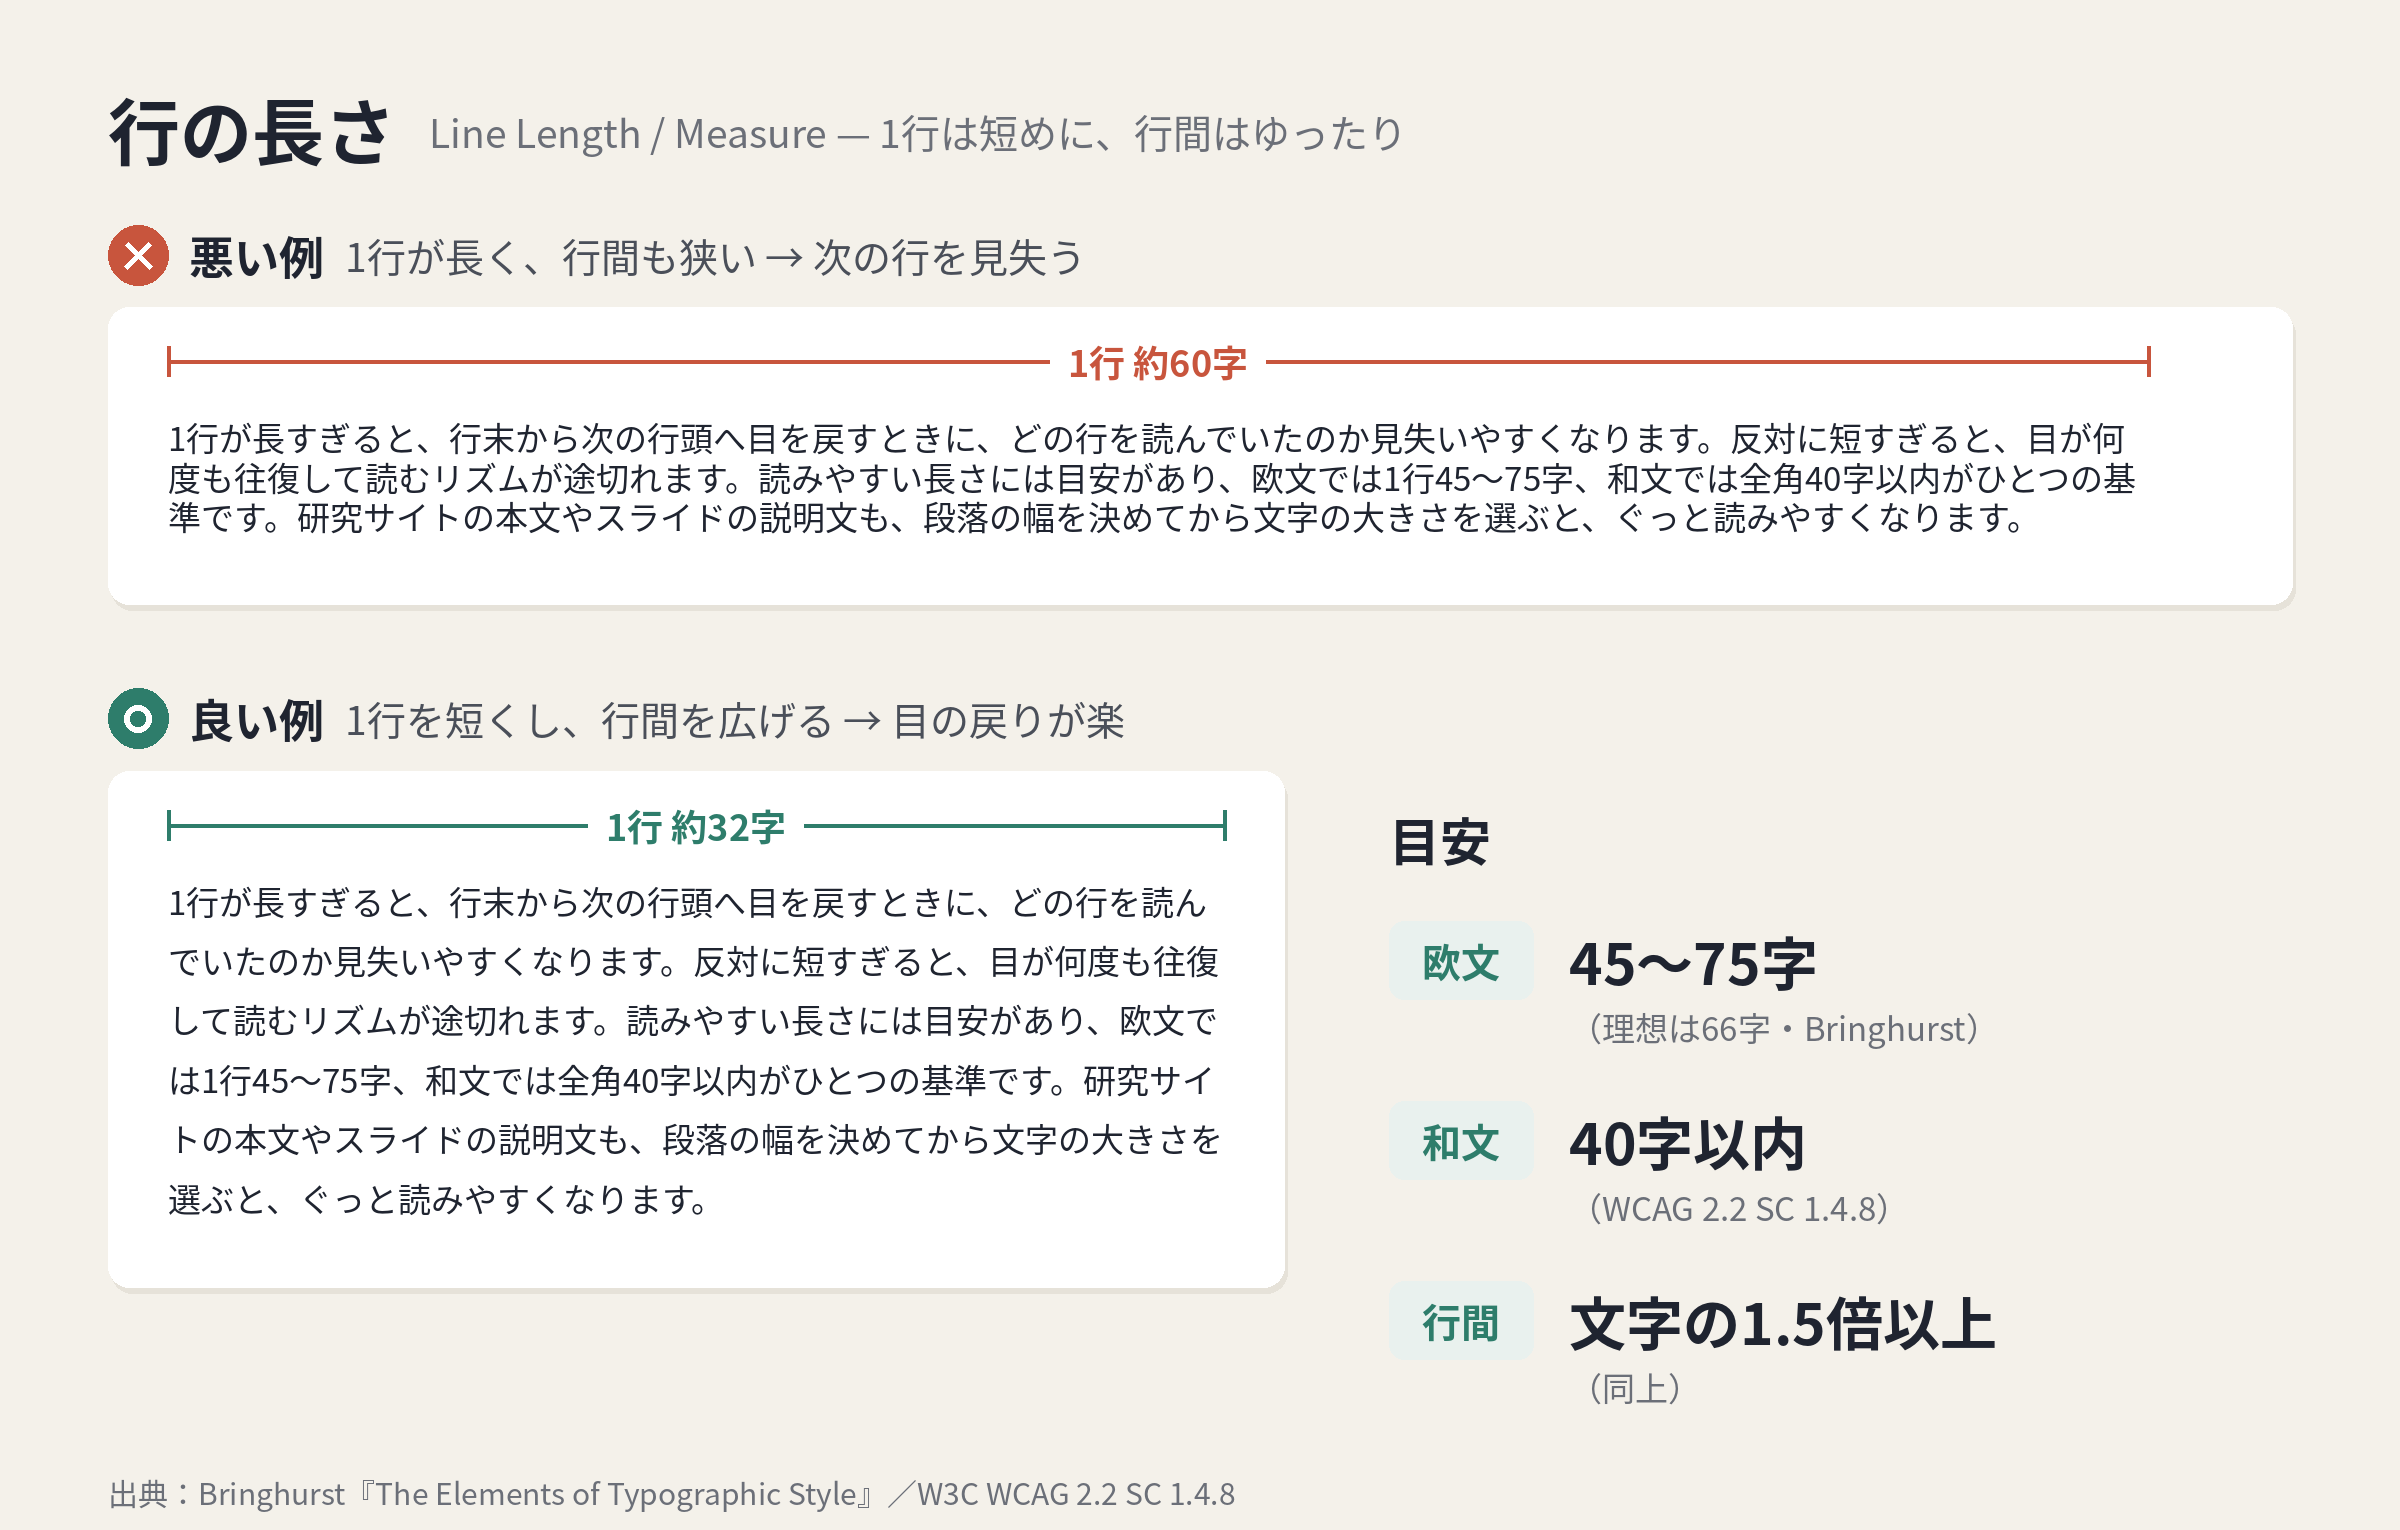 行の長さ Line Length / Measure — 1行は短めに、行間はゆったり
悪い例 1行が長く、行間も狭い → 次の行を見失う
1行 約60字
1行が長すぎると、行末から次の行頭へ目を戻すときに、どの行を読んでいたのか見失いやすくなります。反対に短すぎると、目が何
度も往復して読むリズムが途切れます。読みやすい長さには目安があり、欧文では1行45〜75字、和文では全角40字以内がひとつの基
準です。研究サイトの本文やスライドの説明文も、段落の幅を決めてから文字の大きさを選ぶと、ぐっと読みやすくなります。
良い例 1行を短くし、行間を広げる → 目の戻りが楽
1行 約32字
1行が長すぎると、行末から次の行頭へ目を戻すときに、どの行を読ん
でいたのか見失いやすくなります。反対に短すぎると、目が何度も往復
して読むリズムが途切れます。読みやすい長さには目安があり、欧文で
は1行45〜75字、和文では全角40字以内がひとつの基準です。研究サイ
トの本文やスライドの説明文も、段落の幅を決めてから文字の大きさを
選ぶと、ぐっと読みやすくなります。
目安
欧文 45〜75字
（理想は66字・Bringhurst）
和文 40字以内
（WCAG 2.2 SC 1.4.8）
行間 文字の1.5倍以上
（同上）
出典：Bringhurst『The Elements of Typographic Style』／W3C WCAG 2.2 SC 1.4.8